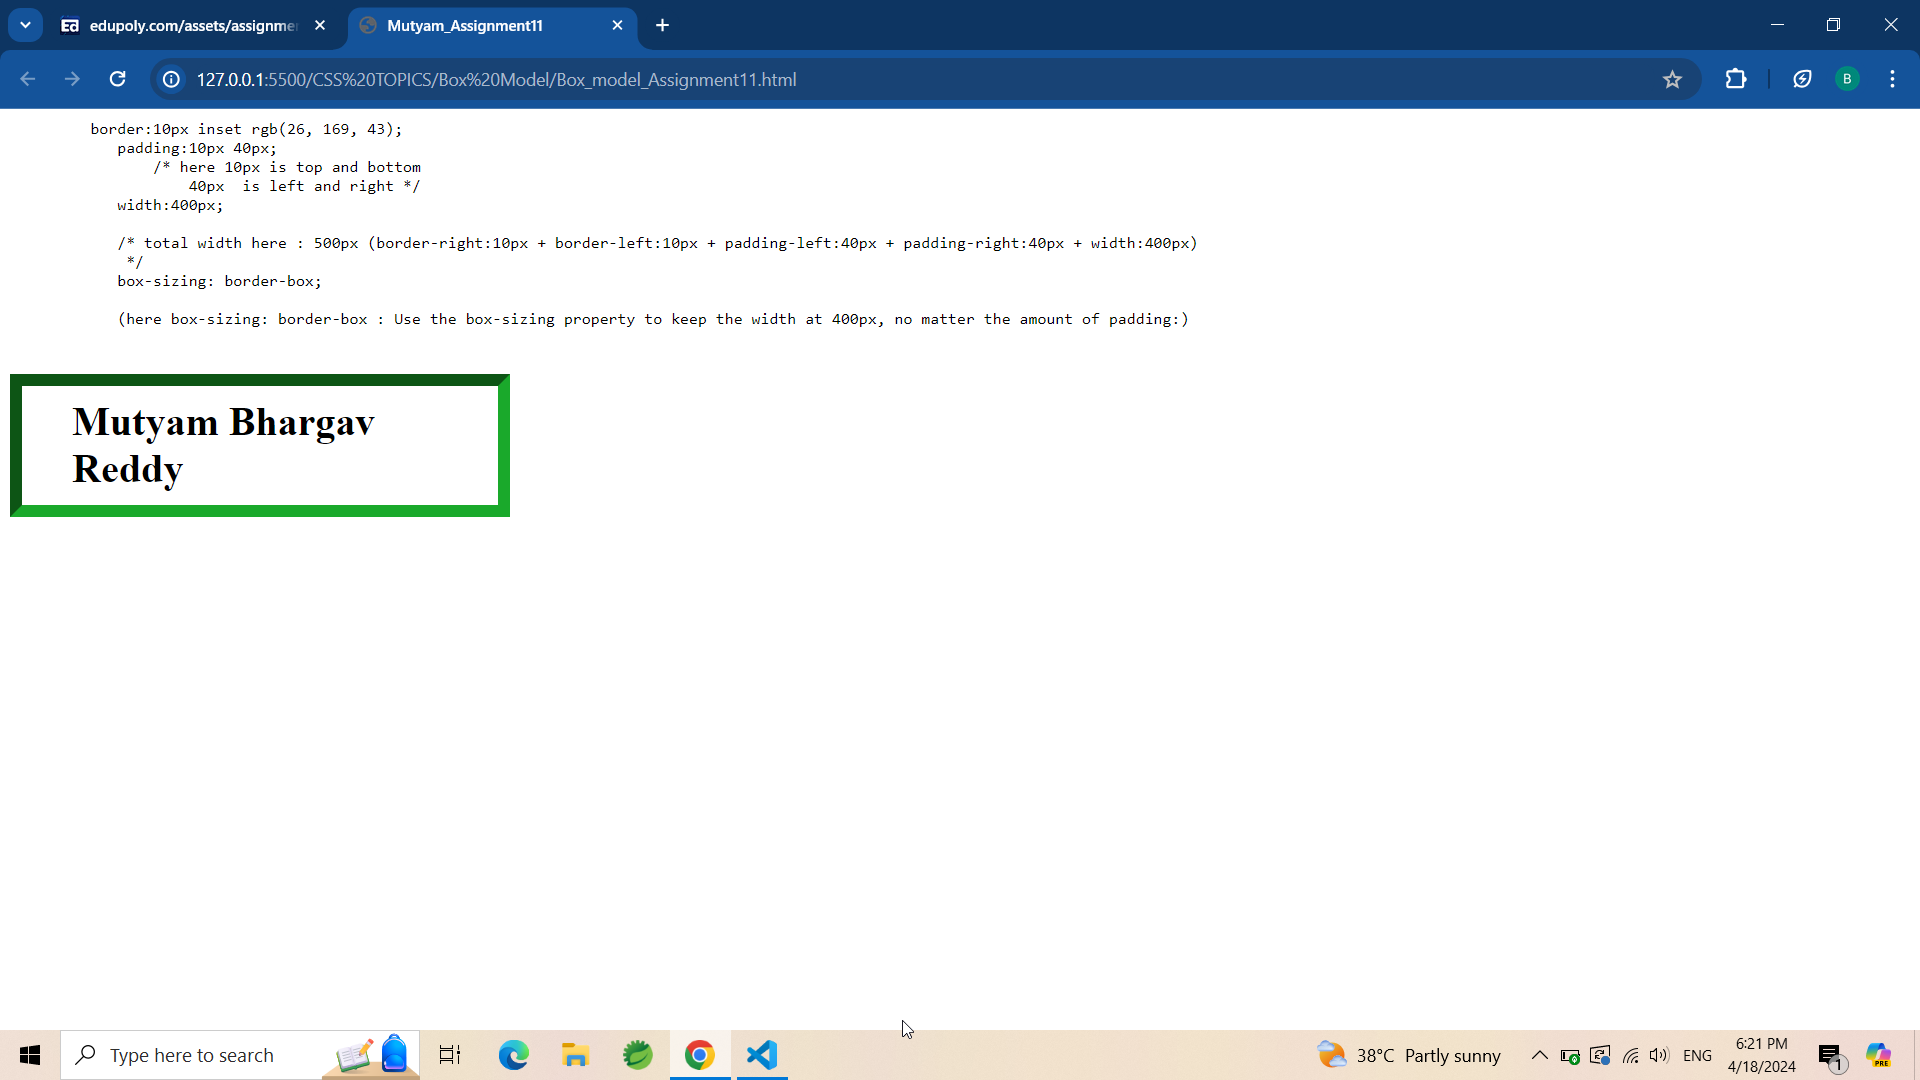 edupoly.com/assets/assignme
Mutyam_Assignment11
127.0.0.1:5500/CSS%20TOPICS/Box%20Model/Box_model_Assignment11.html
B
border:10px inset rgb(26, 169, 43);
padding:10px 40px;
/* here 10px is top and bottom
40px  is left and right */
width:400px;
/* total width here : 500px (border-right:10px + border-left:10px + padding-left:40px + padding-right:40px + width:400px)
*/
box-sizing: border-box;
(here box-sizing: border-box : Use the box-sizing property to keep the width at 400px, no matter the amount of padding:)
Mutyam Bhargav
Reddy
Type here to search
38°C Partly sunny
ENG
6:21 PM
4/18/2024
1
PRE